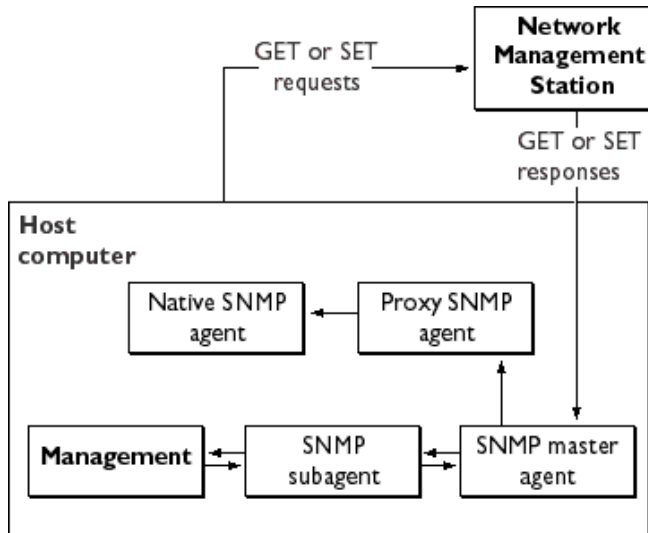 Network
Management
Station
GET or SET
requests
GET or SET
responses
Host
computer
Native SNMP
agent
Proxy SNMP
agent
Management
SNMP
subagent
SNMP master
agent